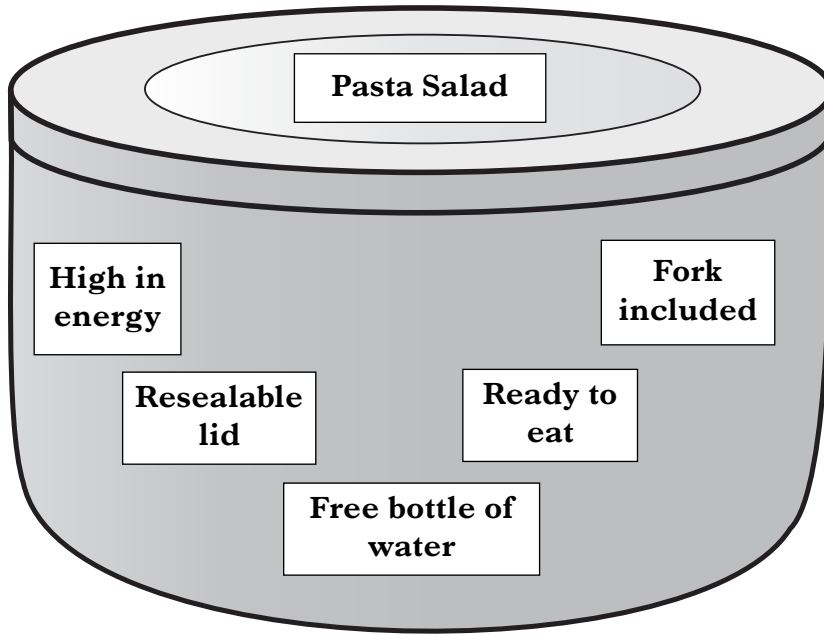 Pasta Salad
High in
energy
Fork
included
Resealable
lid
Ready to
eat
Free bottle of
water